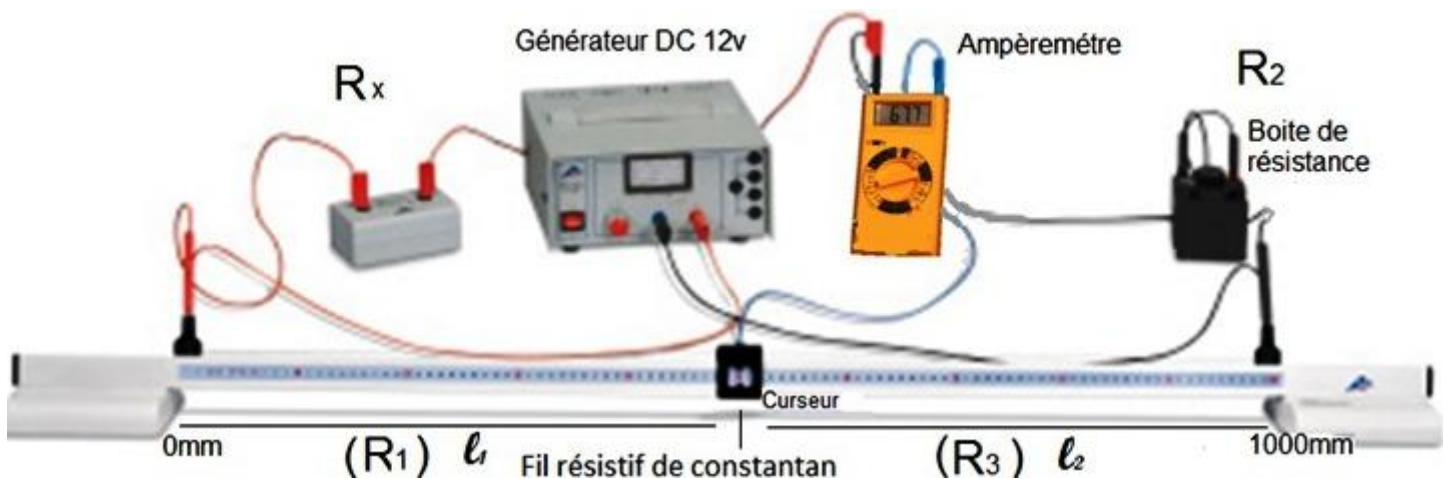 Générateur DC 12v
Ampèremétre
Rx
R2
Boite de
résistance
677
Curseur
0mm
(R1) ℓ1
Fil résistif de constantan
(R3) ℓ2
1000mm